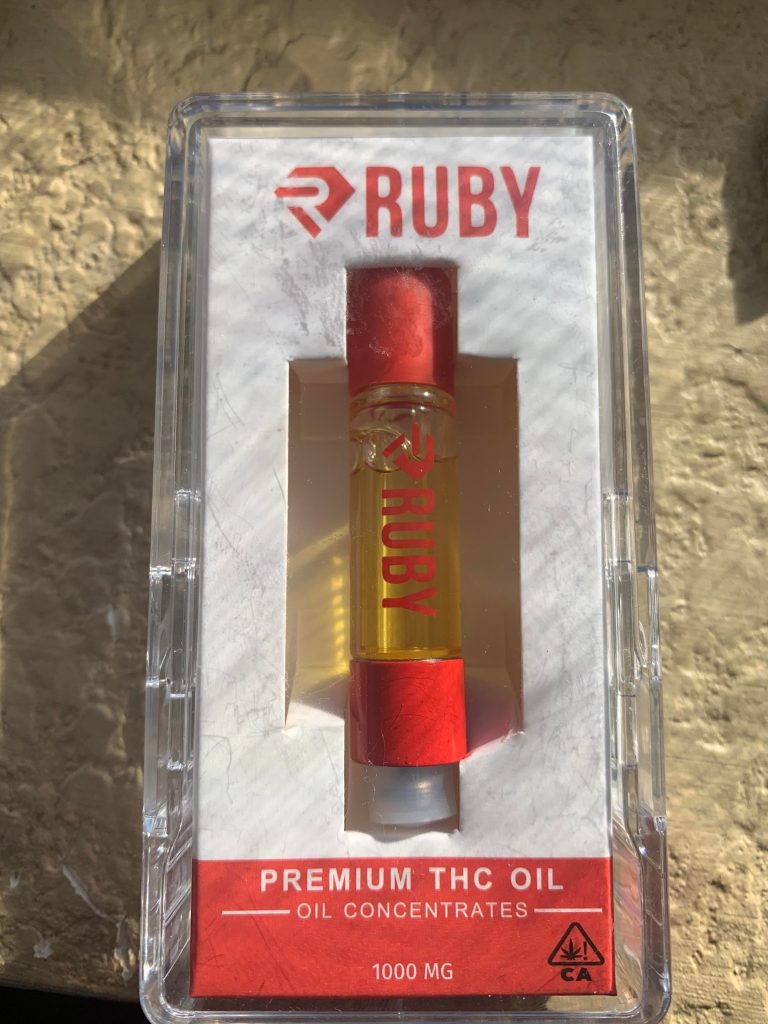 RUBY
RUBY
PREMIUM THC OIL
OIL CONCENTRATES
1000 MG
CA